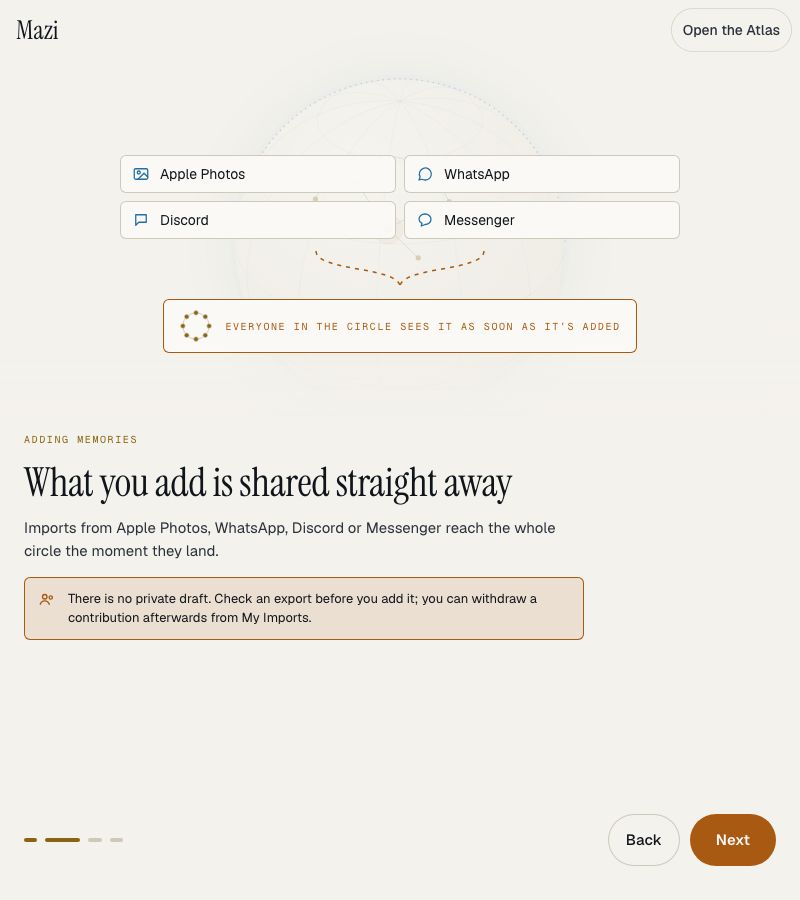 Mazi
Open the Atlas
Apple Photos
WhatsApp
Discord
Messenger
EVERYONE IN THE CIRCLE SEES IT AS SOON AS IT'S ADDED
ADDING MEMORIES
What you add is shared straight away
Imports from Apple Photos, WhatsApp, Discord or Messenger reach the whole
circle the moment they land.
There is no private draft. Check an export before you add it; you can withdraw a
contribution afterwards from My Imports.
Back
Next